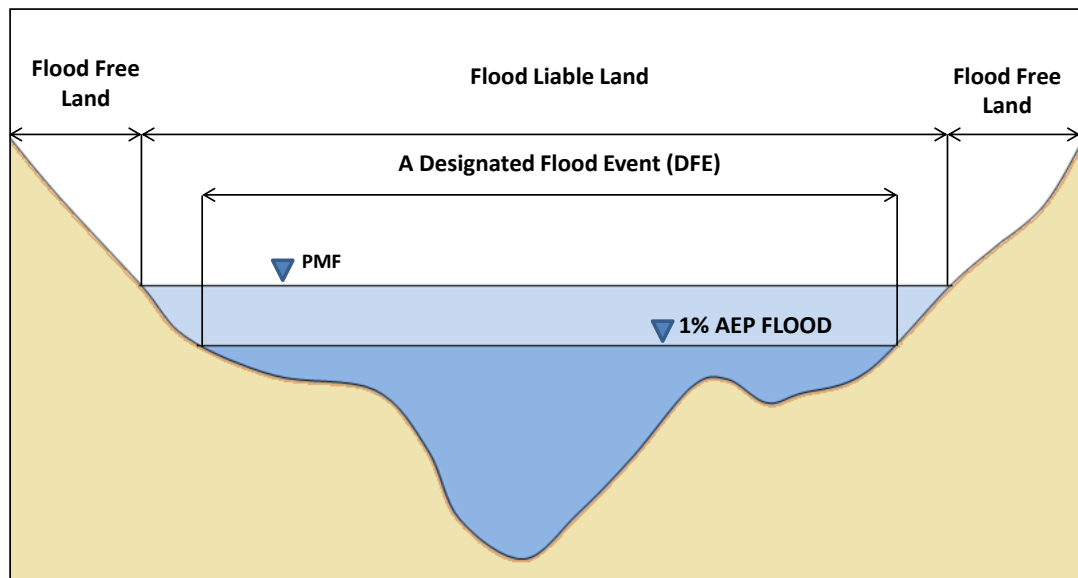 Flood Free
Land
Flood Liable Land
Flood Free
Land
A Designated Flood Event (DFE)
PMF
1% AEP FLOOD